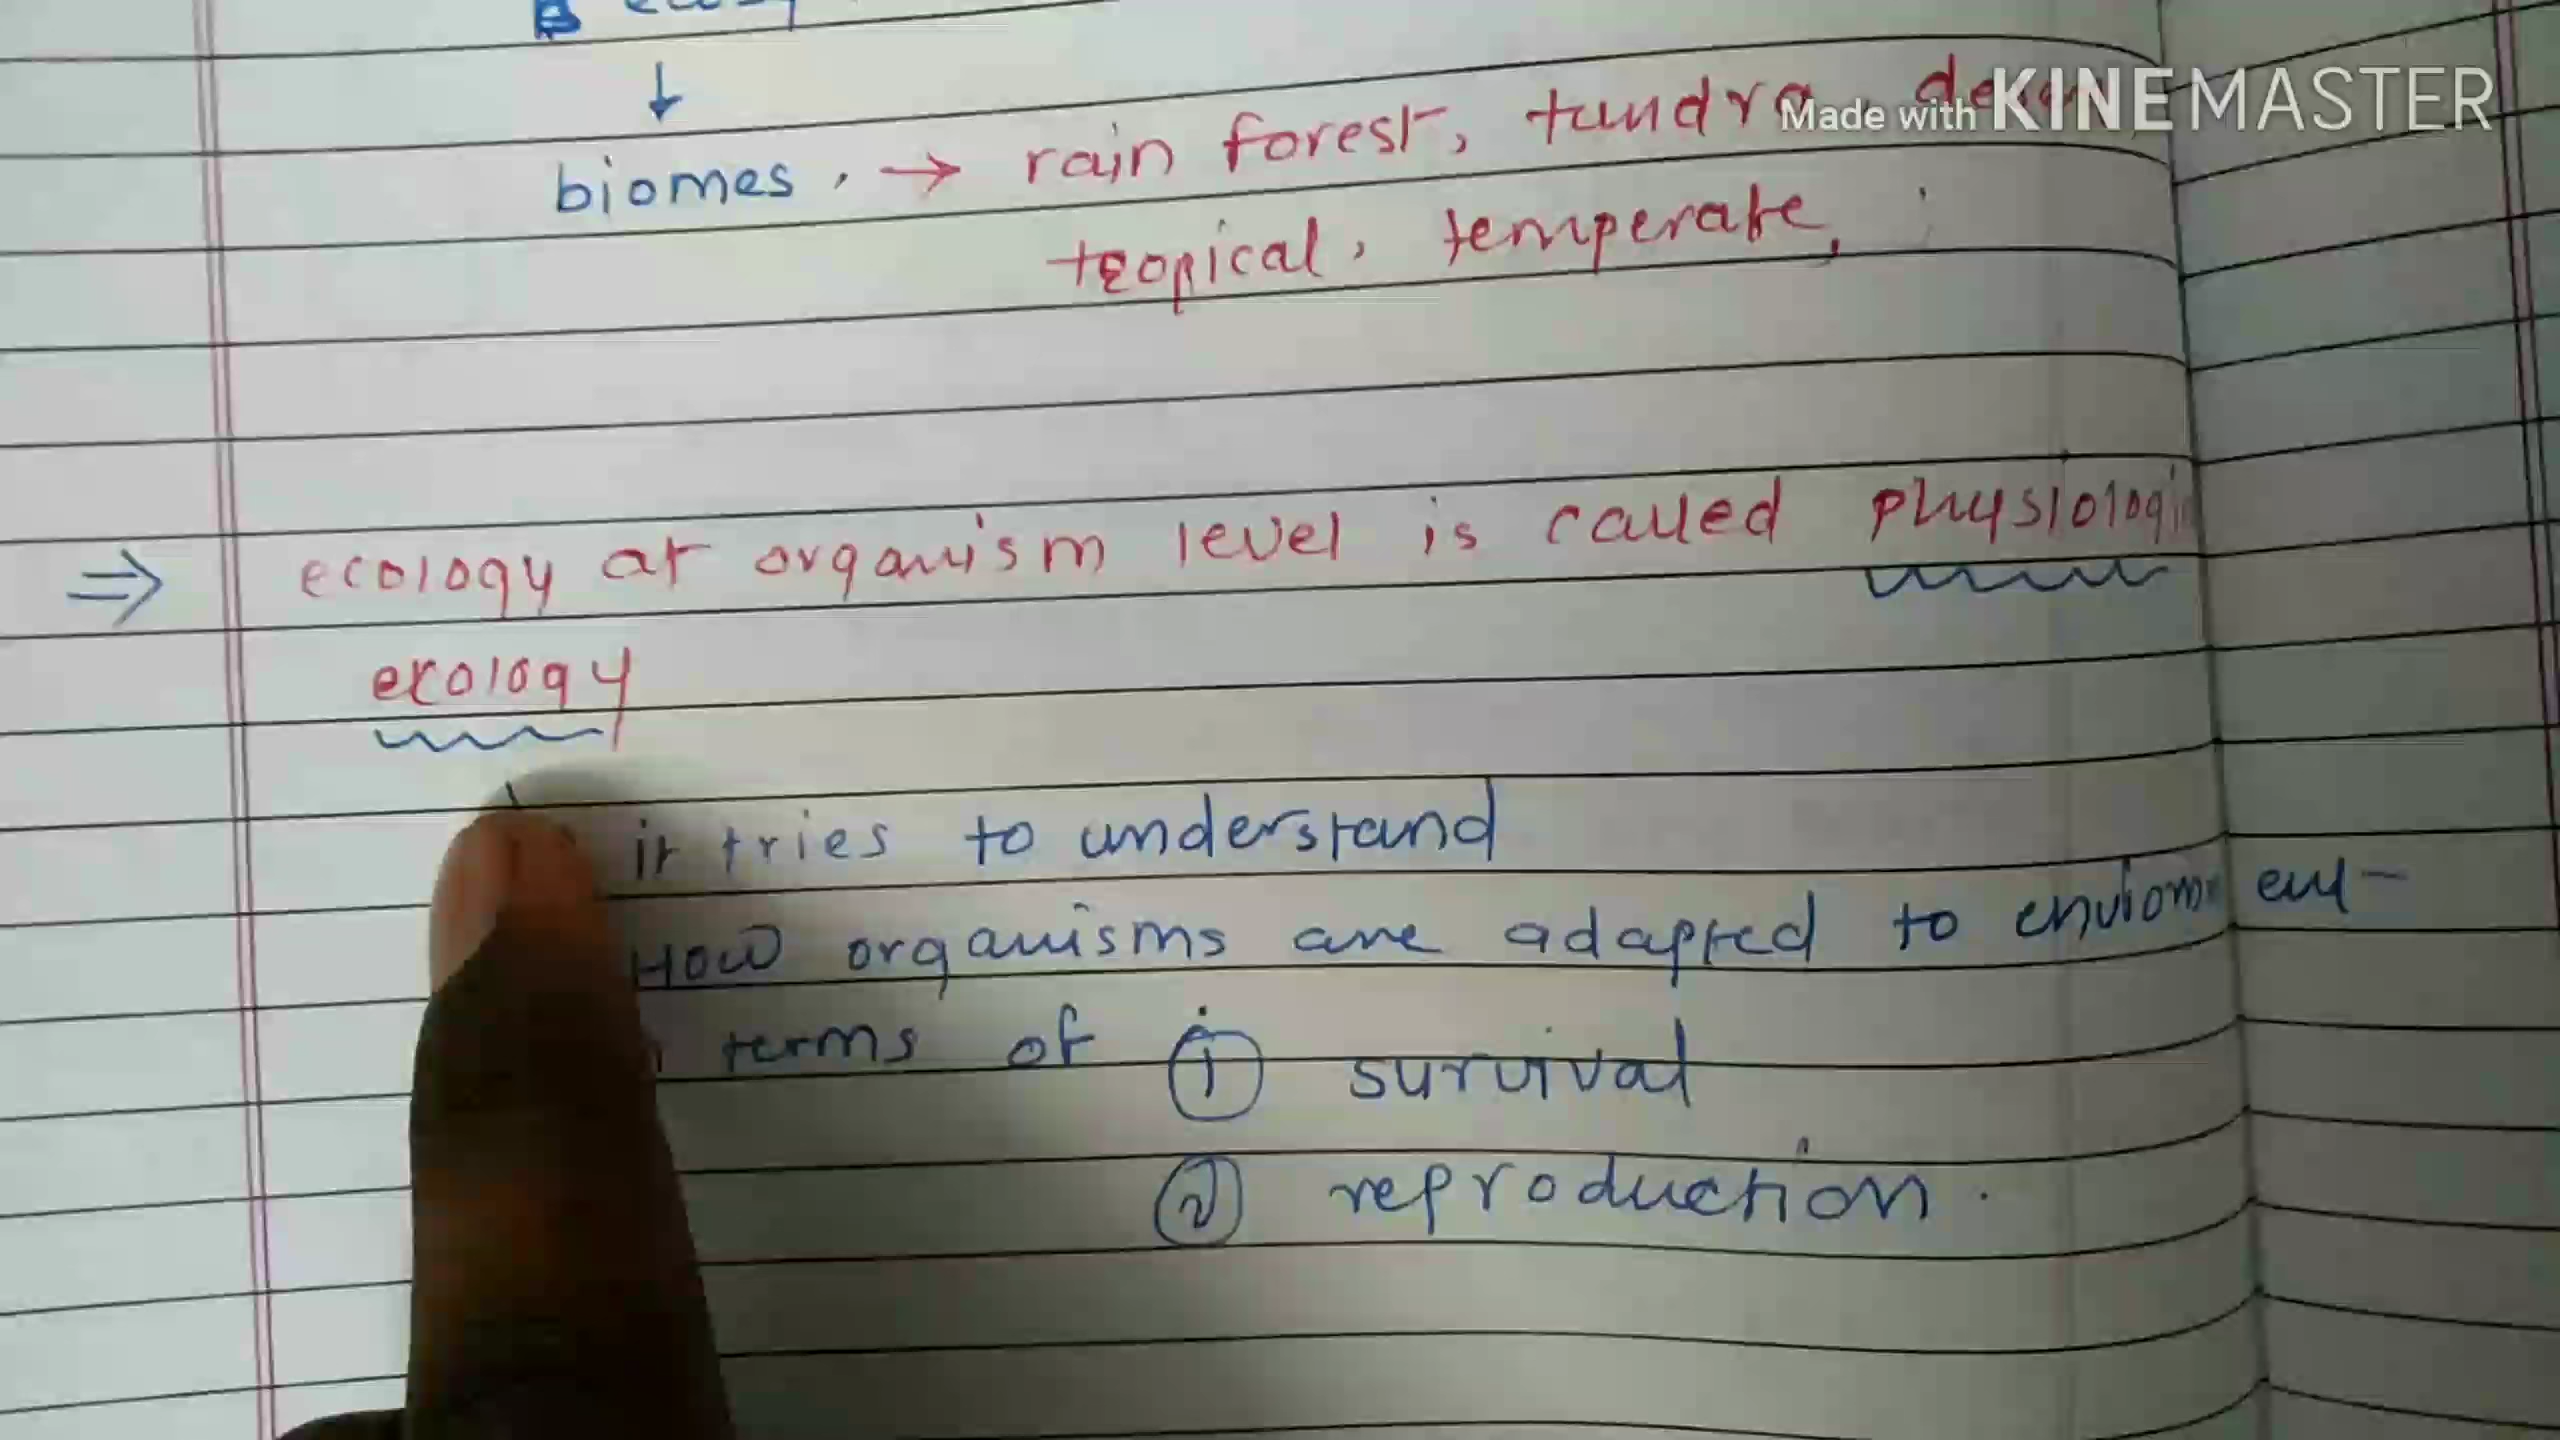 biomes. → rain forest, tundra,
Made with KINEMASTER
tropical, temperate,
⇒ ecology at organism level is called physiologi
ecology
it tries to understand
How organisms are adapted to enviornment-
terms of ① survival
② reproduction.